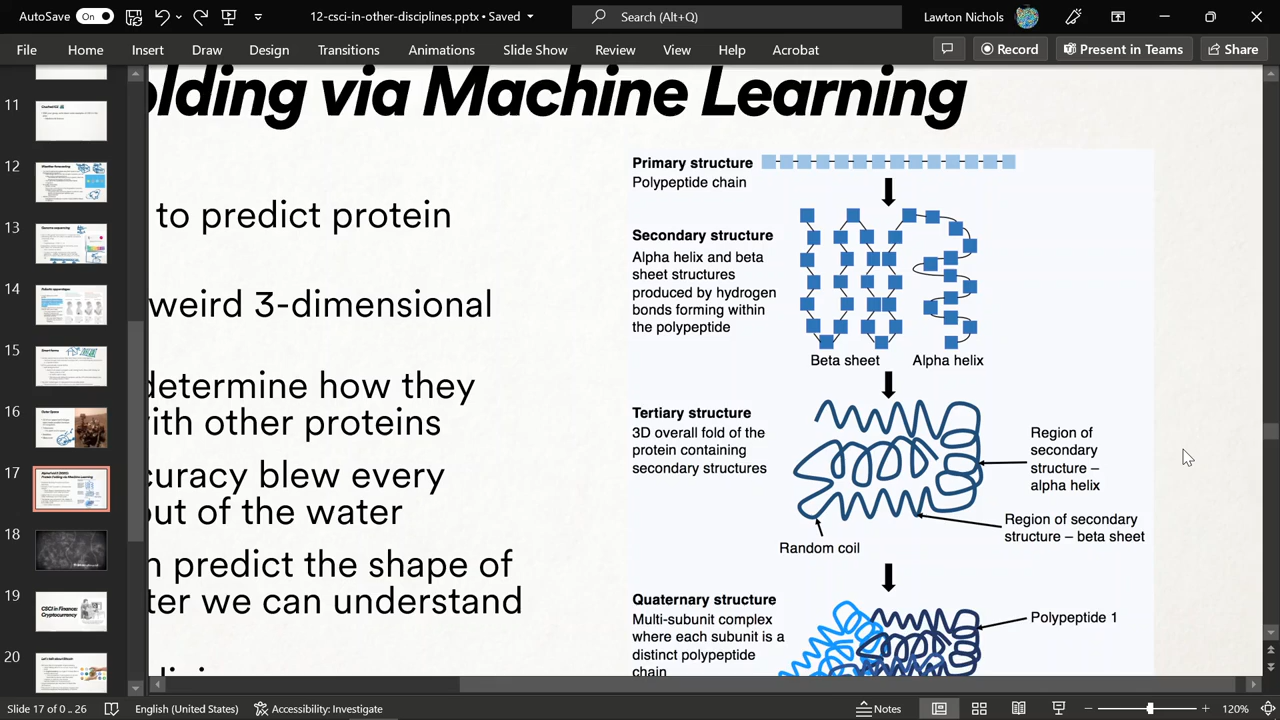 AutoSave On 12-csci-in-other-disciplines.pptx • Saved Search (Alt+Q) Lawton Nichols
File Home Insert Draw Design Transitions Animations Slide Show Review View Help Acrobat Record Present in Teams Share
11
12
13
14
15
16
17
18
19
CSCI in Finance:
Cryptocurrency
20
olding via Machine Learning
to predict protein
weird 3-dimensional
determine how they
ith other proteins
curacy blew every
out of the water
n predict the shape of
ter we can understand
Primary structure
Polypeptide chain
Secondary structure
Alpha helix and beta
sheet structures
produced by hydrogen
bonds forming within
the polypeptide
Beta sheet Alpha helix
Tertiary structure
3D overall fold of the
protein containing
secondary structures
Region of
secondary
structure –
alpha helix
Region of secondary
structure – beta sheet
Random coil
Quaternary structure
Multi-subunit complex
where each subunit is a
distinct polypeptide
chain
Polypeptide 1
Slide 17 of 0 .. 26 English (United States) Accessibility: Investigate Notes 120%